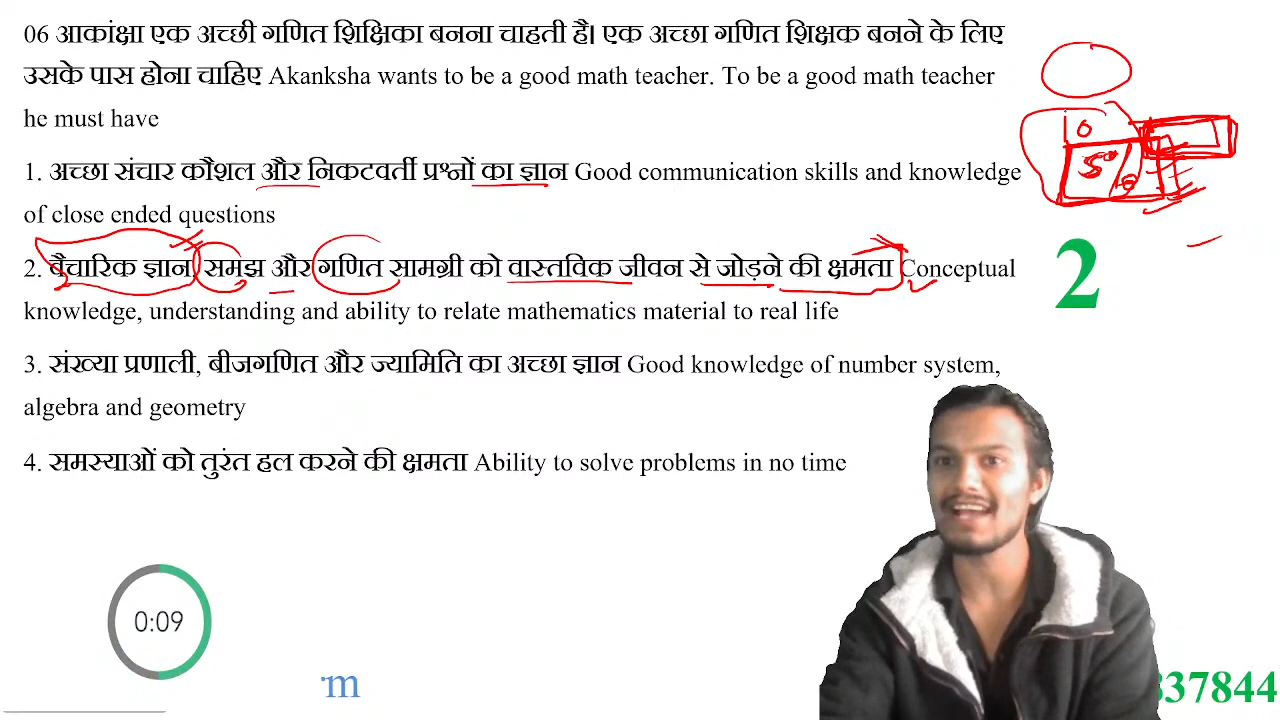 06 आकांक्षा एक अच्छी गणित शिक्षिका बनना चाहती है। एक अच्छा गणित शिक्षक बनने के लिए
उसके पास होना चाहिए Akanksha wants to be a good math teacher. To be a good math teacher
he must have
1. अच्छा संचार कौशल और निकटवर्ती प्रश्नों का ज्ञान Good communication skills and knowledge
of close ended questions
2. वैचारिक ज्ञान, समझ और गणित सामग्री को वास्तविक जीवन से जोड़ने की क्षमता Conceptual
knowledge, understanding and ability to relate mathematics material to real life
2
3. संख्या प्रणाली, बीजगणित और ज्यामिति का अच्छा ज्ञान Good knowledge of number system,
algebra and geometry
4. समस्याओं को तुरंत हल करने की क्षमता Ability to solve problems in no time
0:09
m
37844